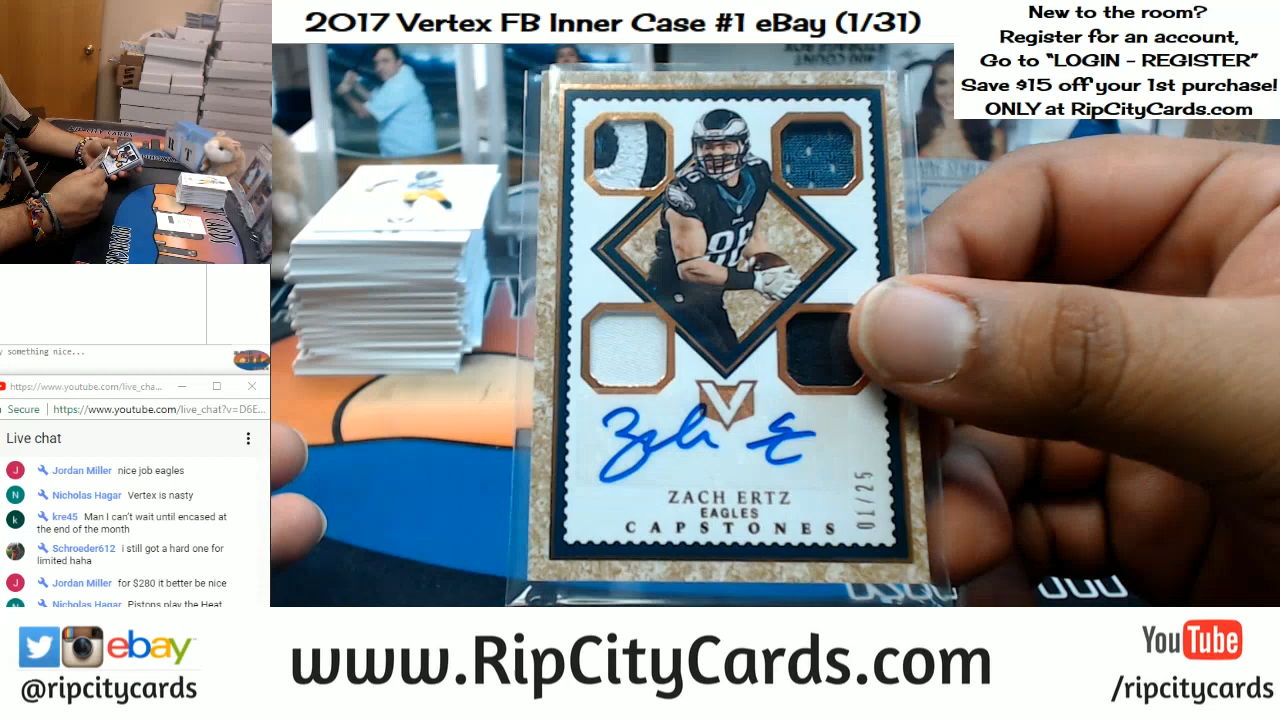 2017 Vertex FB Inner Case #1 eBay (1/31)
New to the room?
Register for an account,
Go to "LOGIN - REGISTER"
Save $15 off your 1st purchase!
ONLY at RipCityCards.com
86
V
ZACH ERTZ
EAGLES
CAPSTONES
01/25
y something nice...
https://www.youtube.com/live_cha...
Secure
https://www.youtube.com/live_chat?v=D6E...
Live chat
J Jordan Miller nice job eagles
N Nicholas Hagar Vertex is nasty
k kre45 Man I can't wait until encased at
the end of the month
Schroeder612 i still got a hard one for
limited haha
J Jordan Miller for $280 it better be nice
Nicholas Hagar Pistons play the Heat
ebay
@ripcitycards
www.RipCityCards.com
YouTube
/ripcitycards